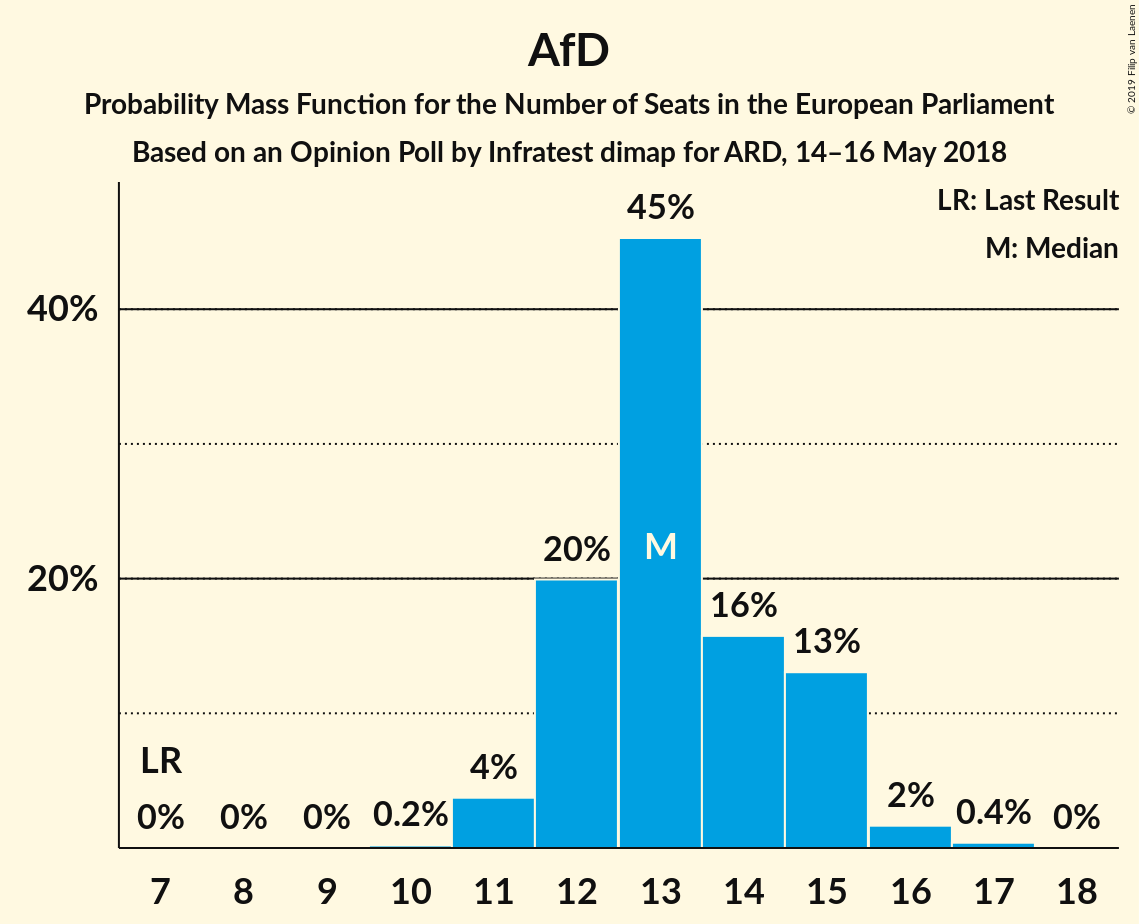 AfD
Probability Mass Function for the Number of Seats in the European Parliament
Based on an Opinion Poll by Infratest dimap for ARD, 14–16 May 2018
© 2019 Filip van Laenen
LR: Last Result
M: Median
45%
40%
20%
M
20%
16%
13%
LR
4%
2%
0%
0%
0%
0.2%
0.4%
0%
7 8 9 10 11 12 13 14 15 16 17 18